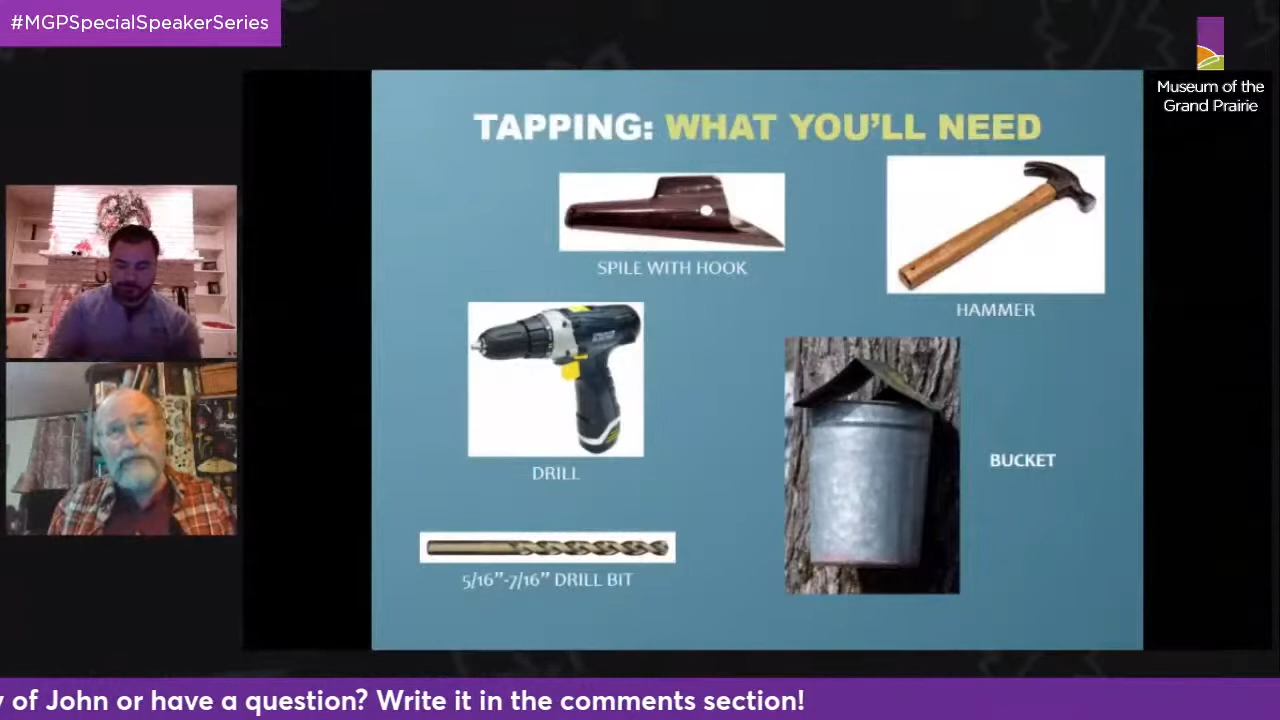 #MGPSpecialSpeakerSeries
Museum of the
Grand Prairie
TAPPING: WHAT YOU'LL NEED
SPILE WITH HOOK
HAMMER
DRILL
BUCKET
5/16"-7/16" DRILL BIT
of John or have a question? Write it in the comments section!